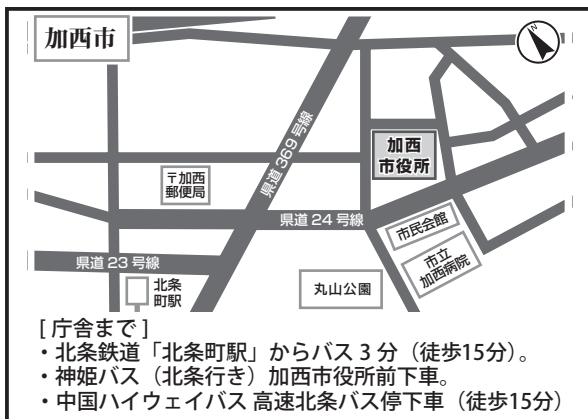 加西市
N
県道369号線
加西
市役所
〒加西
郵便局
県道24号線
市民会館
市立
加西病院
県道23号線
北条
町駅
丸山公園
[庁舎まで]
・北条鉄道「北条町駅」からバス3分（徒歩15分）。
・神姫バス（北条行き）加西市役所前下車。
・中国ハイウェイバス 高速北条バス停下車（徒歩15分）